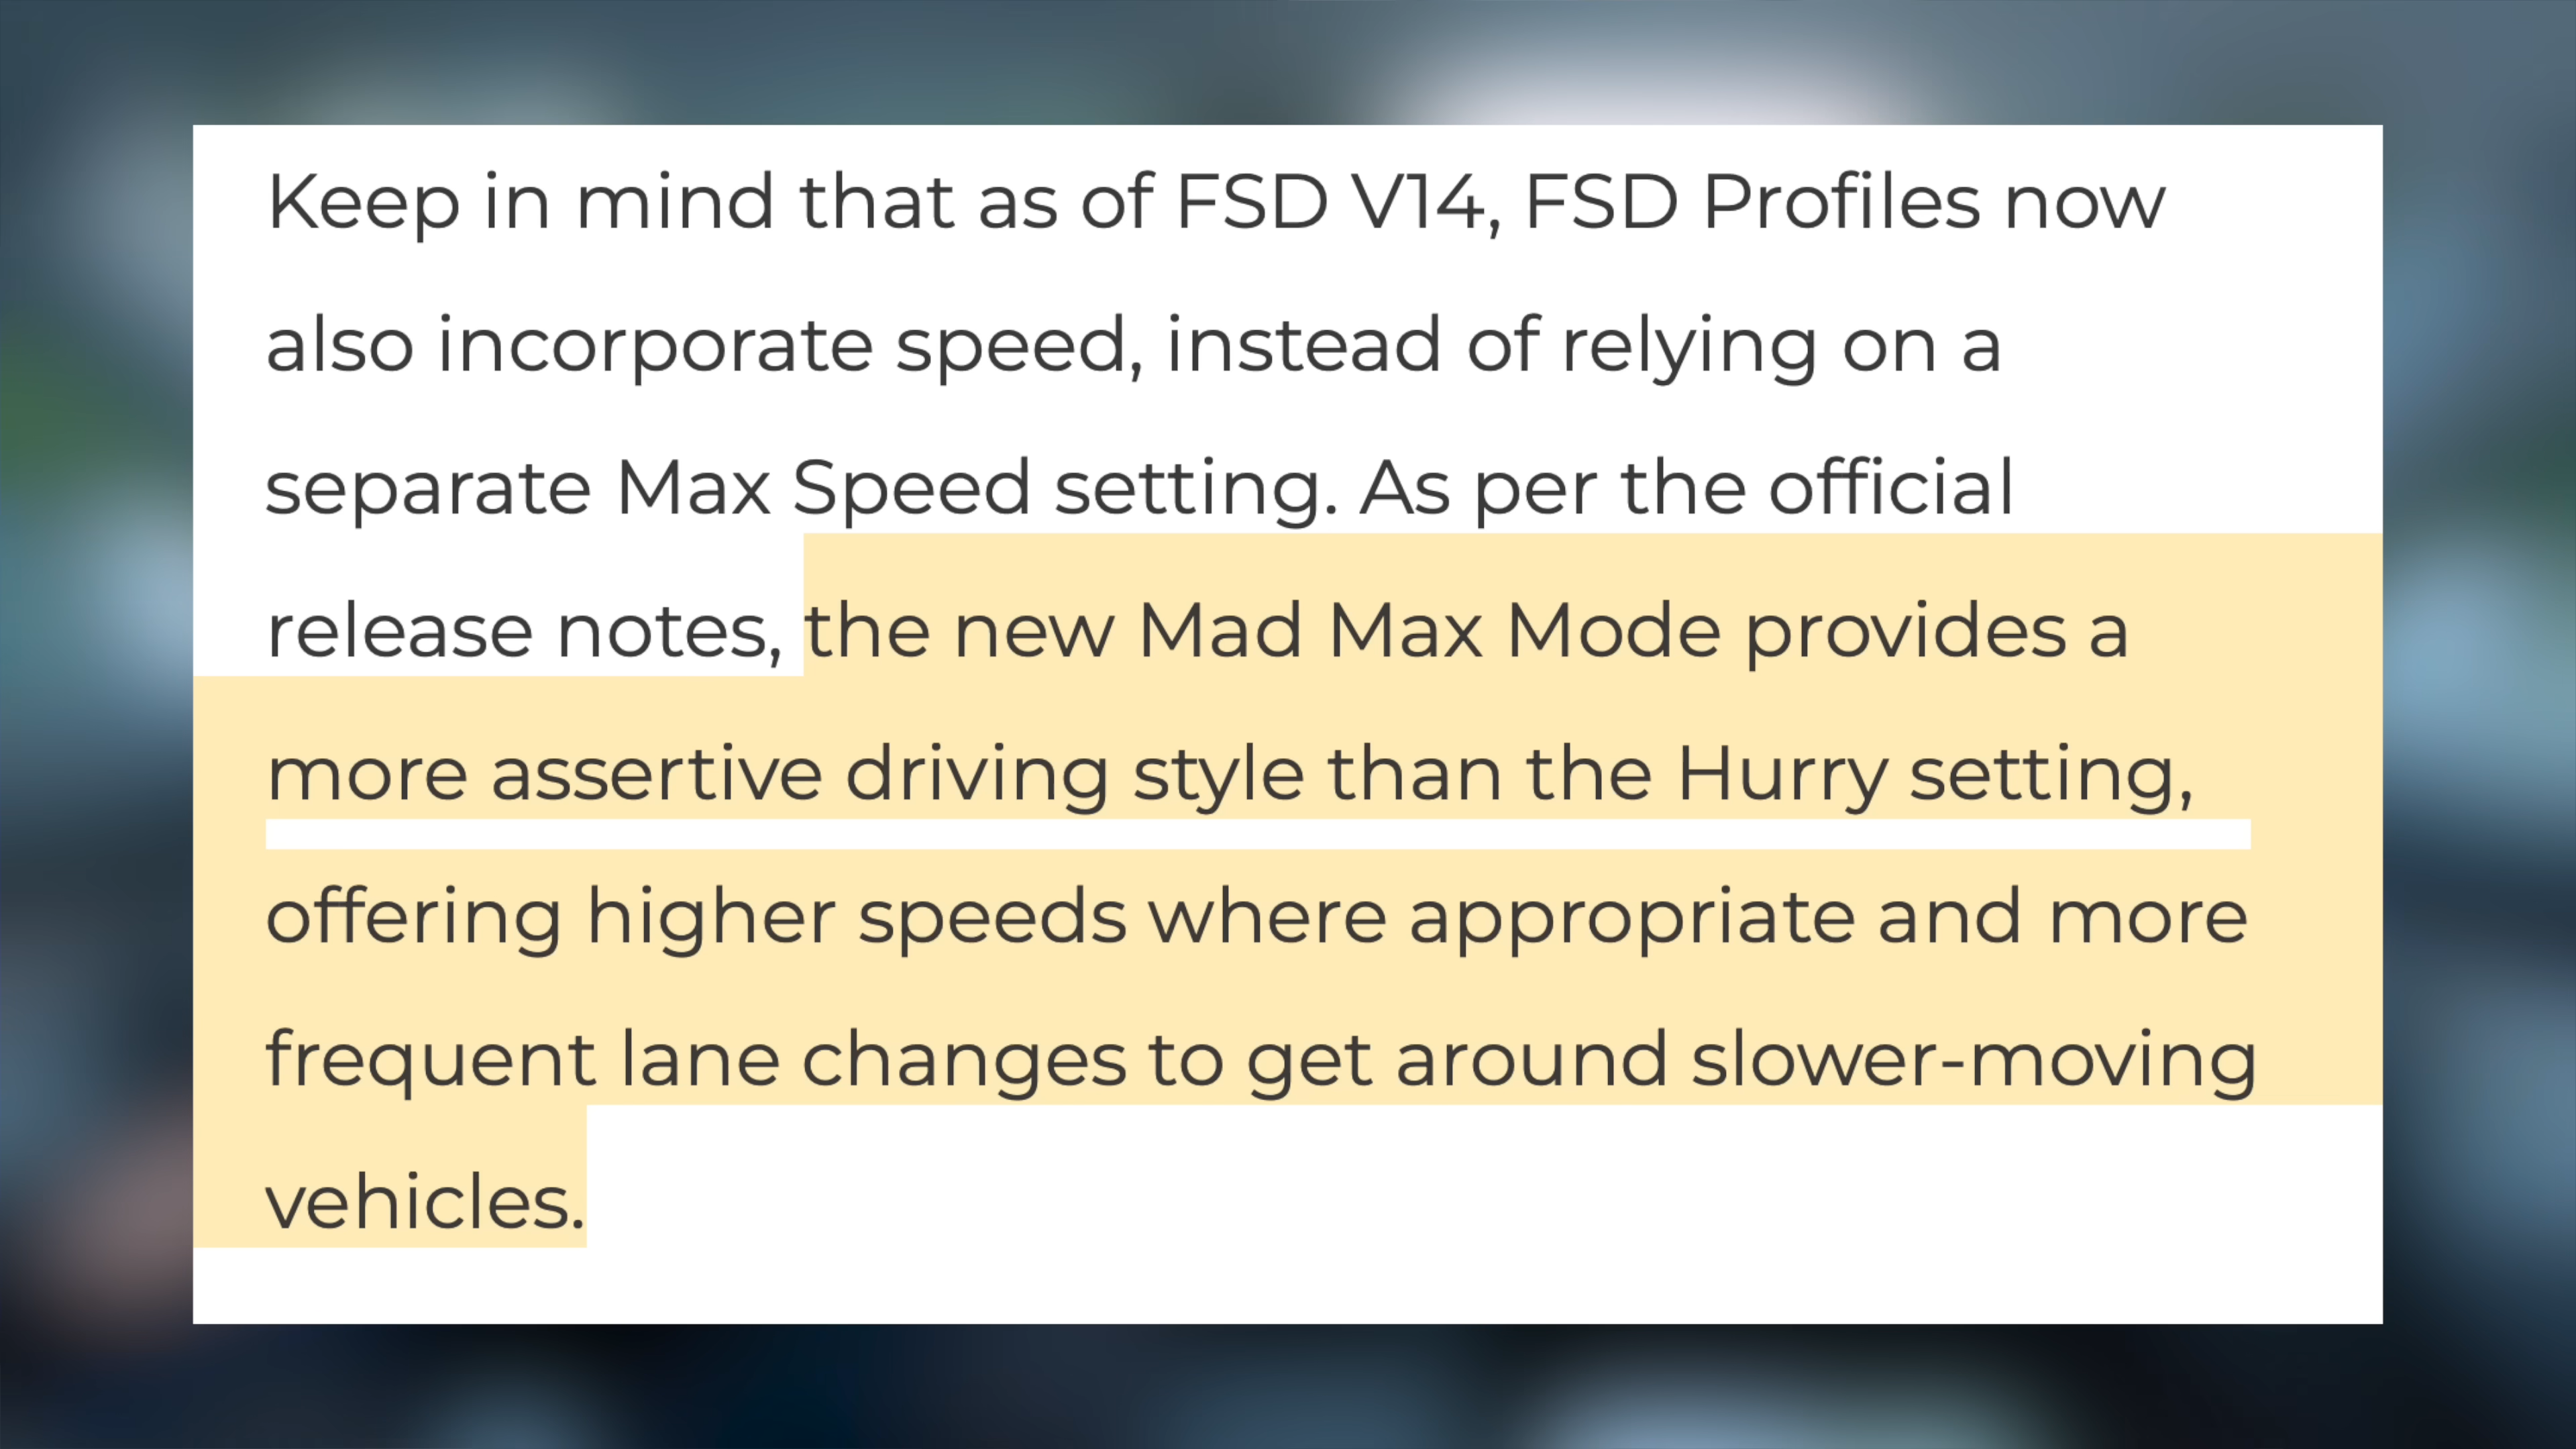 Keep in mind that as of FSD V14, FSD Profiles now
also incorporate speed, instead of relying on a
separate Max Speed setting. As per the official
release notes, the new Mad Max Mode provides a
more assertive driving style than the Hurry setting,
offering higher speeds where appropriate and more
frequent lane changes to get around slower-moving
vehicles.